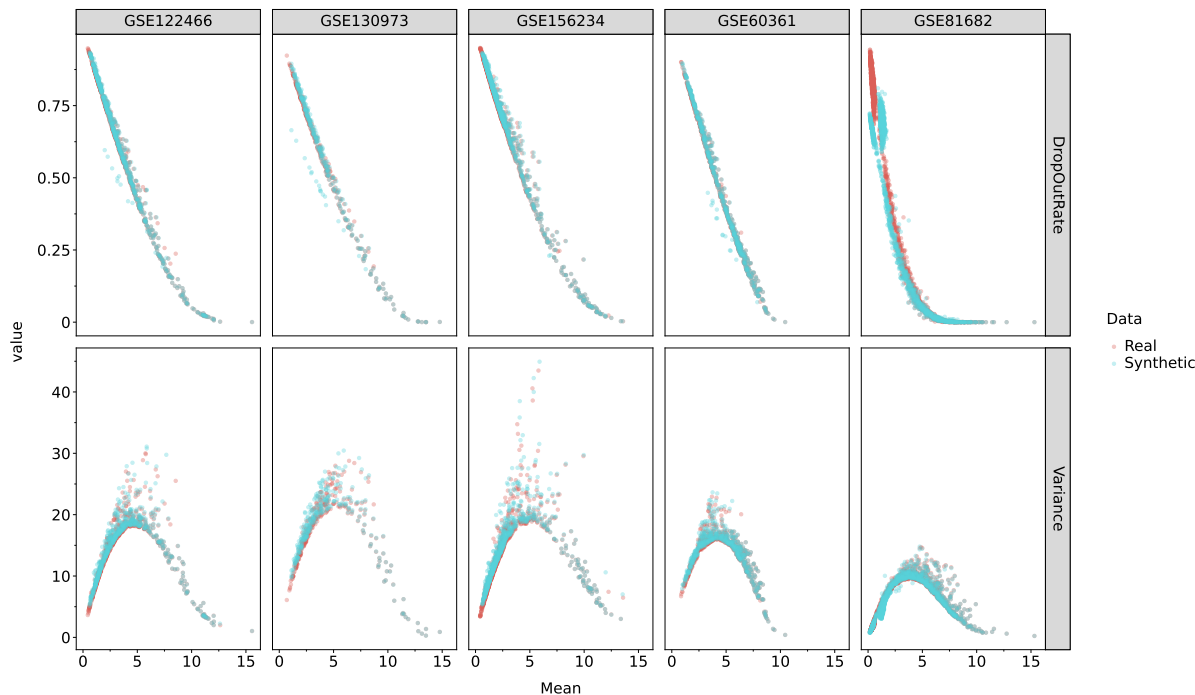 GSE122466 GSE130973 GSE156234 GSE60361 GSE81682
0.75
0.50
0.25
0
DropOutRate
value
Data
Real
Synthetic
40
30
20
10
0
Variance
0 5 10 15 0 5 10 15 0 5 10 15 0 5 10 15 0 5 10 15
Mean